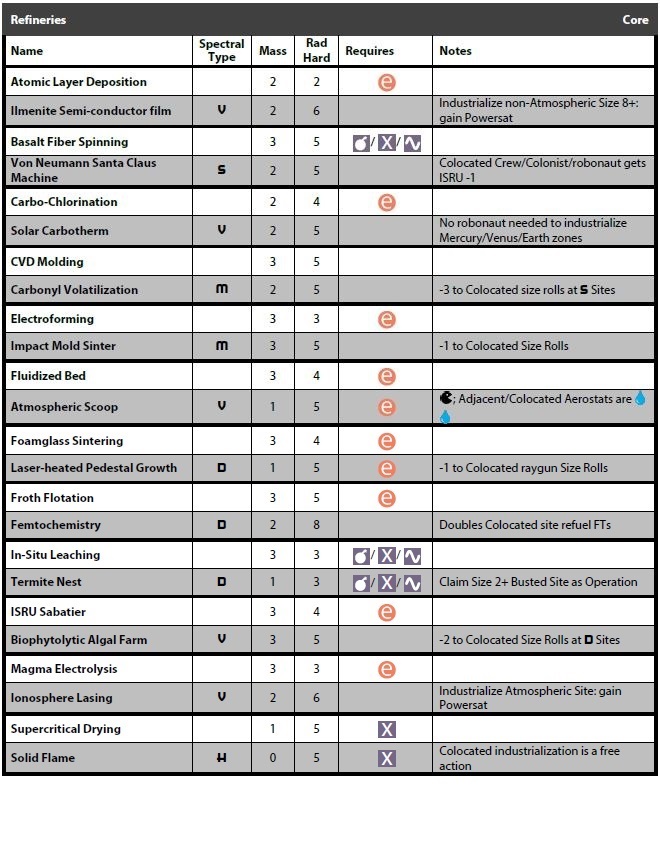 Refineries Core
Name Spectral Type Mass Rad Hard Requires Notes
Atomic Layer Deposition 2 2 e
Ilmenite Semi-conductor film V 2 6 Industrialize non-Atmospheric Size 8+:
gain Powersat
Basalt Fiber Spinning 3 5 / X /
Von Neumann Santa Claus
Machine S 2 5 Colocated Crew/Colonist/robonaut gets
ISRU -1
Carbo-Chlorination 2 4 e
Solar Carbotherm V 2 5 No robonaut needed to industrialize
Mercury/Venus/Earth zones
CVD Molding 3 5
Carbonyl Volatilization M 2 5 -3 to Colocated size rolls at S Sites
Electroforming 3 3 e
Impact Mold Sinter M 3 5 -1 to Colocated Size Rolls
Fluidized Bed 3 4 e
Atmospheric Scoop V 1 5 e ; Adjacent/Colocated Aerostats are
Foamglass Sintering 3 4 e
Laser-heated Pedestal Growth D 1 5 e -1 to Colocated raygun Size Rolls
Froth Flotation 3 5 e
Femtochemistry D 2 8 Doubles Colocated site refuel FTs
In-Situ Leaching 3 3 / X /
Termite Nest D 1 3 / X / Claim Size 2+ Busted Site as Operation
ISRU Sabatier 3 4 e
Biophytolytic Algal Farm V 3 5 -2 to Colocated Size Rolls at D Sites
Magma Electrolysis 3 3 e
Ionosphere Lasing V 2 6 Industrialize Atmospheric Site: gain
Powersat
Supercritical Drying 1 5 X
Solid Flame H 0 5 X Colocated industrialization is a free
action